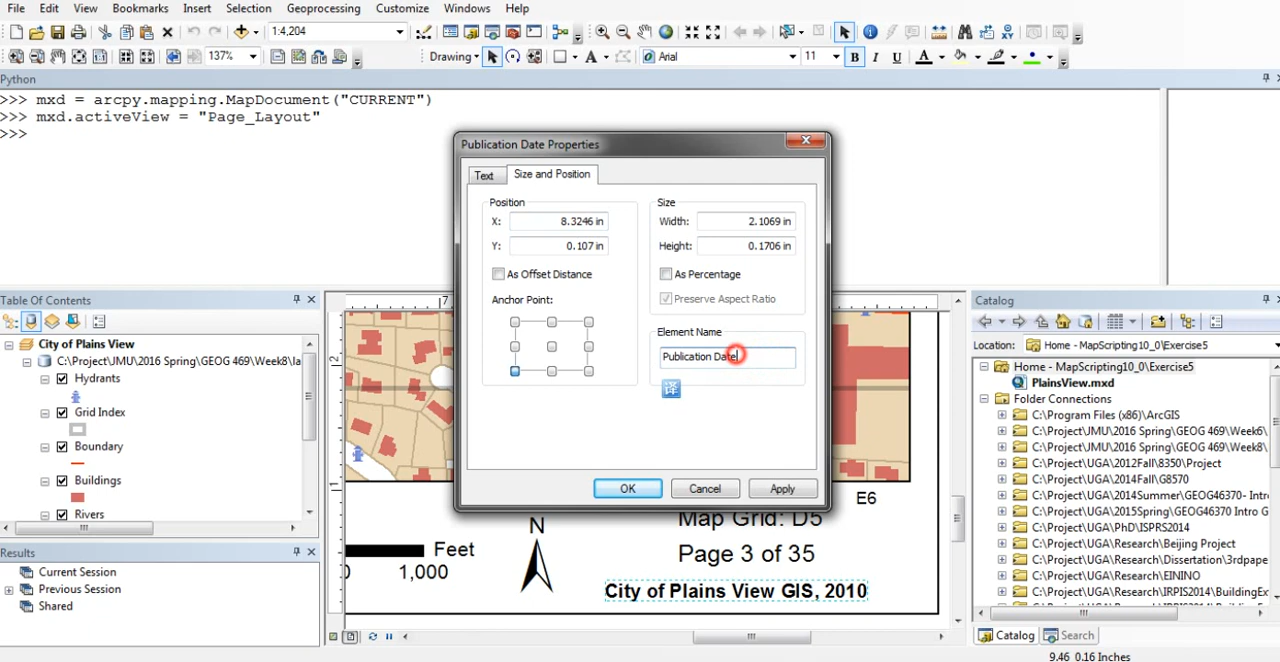 File Edit View Bookmarks Insert Selection Geoprocessing Customize Windows Help
1:4,204
137% Drawing Arial 11 B I U A
Python
>>> mxd = arcpy.mapping.MapDocument("CURRENT")
>>> mxd.activeView = "Page_Layout"
>>>
Publication Date Properties
Text Size and Position
Position
X: 8.3246 in
Y: 0.107 in
As Offset Distance
Anchor Point:
Size
Width: 2.1069 in
Height: 0.1706 in
As Percentage
Preserve Aspect Ratio
Element Name
Publication Date
译
OK Cancel Apply
Table Of Contents
City of Plains View
C:\Project\JMU\2016 Spring\GEOG 469\Week8\la
Hydrants
Grid Index
Boundary
Buildings
Rivers
Results
Current Session
Previous Session
Shared
7
2
1
E6
N
Feet
0 1,000
Map Grid: D5
Page 3 of 35
City of Plains View GIS, 2010
Catalog
Location: Home - MapScripting10_0\Exercise5
Home - MapScripting10_0\Exercise5
PlainsView.mxd
Folder Connections
C:\Program Files (x86)\ArcGIS
C:\Project\JMU\2016 Spring\GEOG 469\Week6\
C:\Project\JMU\2016 Spring\GEOG 469\Week8\
C:\Project\UGA\2012Fall\8350\Project
C:\Project\UGA\2014Fall\G8570
C:\Project\UGA\2014Summer\GEOG46370- Intr
C:\Project\UGA\2015Spring\GEOG46370 Intro G
C:\Project\UGA\PhD\ISPRS2014
C:\Project\UGA\Research\Beijing Project
C:\Project\UGA\Research\Dissertation\3rdpape
C:\Project\UGA\Research\EININO
C:\Project\UGA\Research\IRPIS2014\BuildingEx
Catalog Search
9.46 0.16 Inches